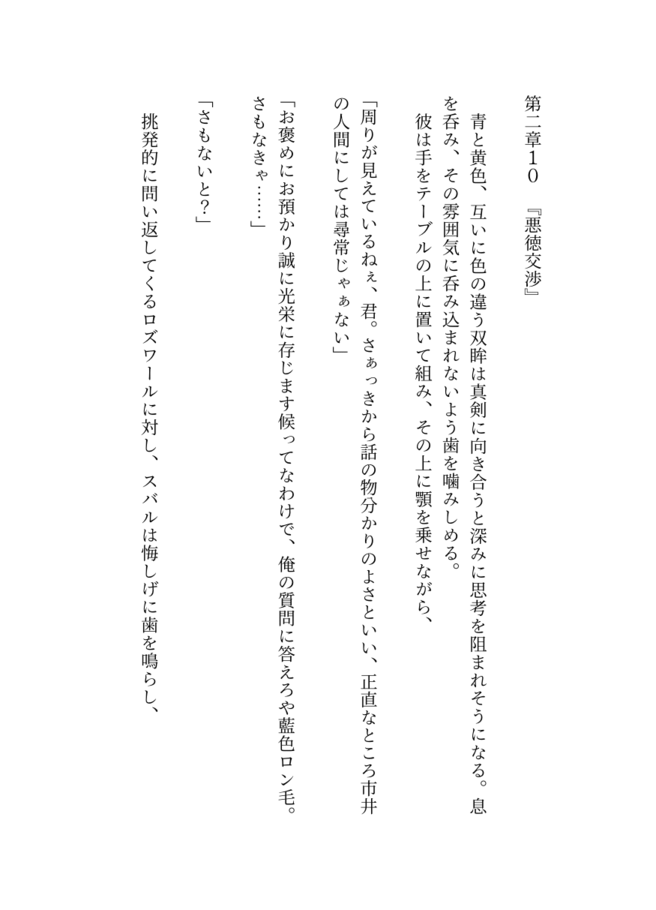 第二章１０　『悪徳交渉』
青と黄色、互いに色の違う双眸は真剣に向き合うと深みに思考を阻まれそうになる。息
を呑み、その雰囲気に呑み込まれないよう歯を噛みしめる。
彼は手をテーブルの上に置いて組み、その上に顎を乗せながら、
「周りが見えているねぇ、君。さぁっきから話の物分かりのよさといい、正直なところ市井
の人間にしては尋常じゃぁない」
「お褒めにお預かり誠に光栄に存じます候ってなわけで、俺の質問に答えろや藍色ロン毛。
さもなきゃ……」
「さもないと？」
挑発的に問い返してくるロズワールに対し、スバルは悔しげに歯を鳴らし、